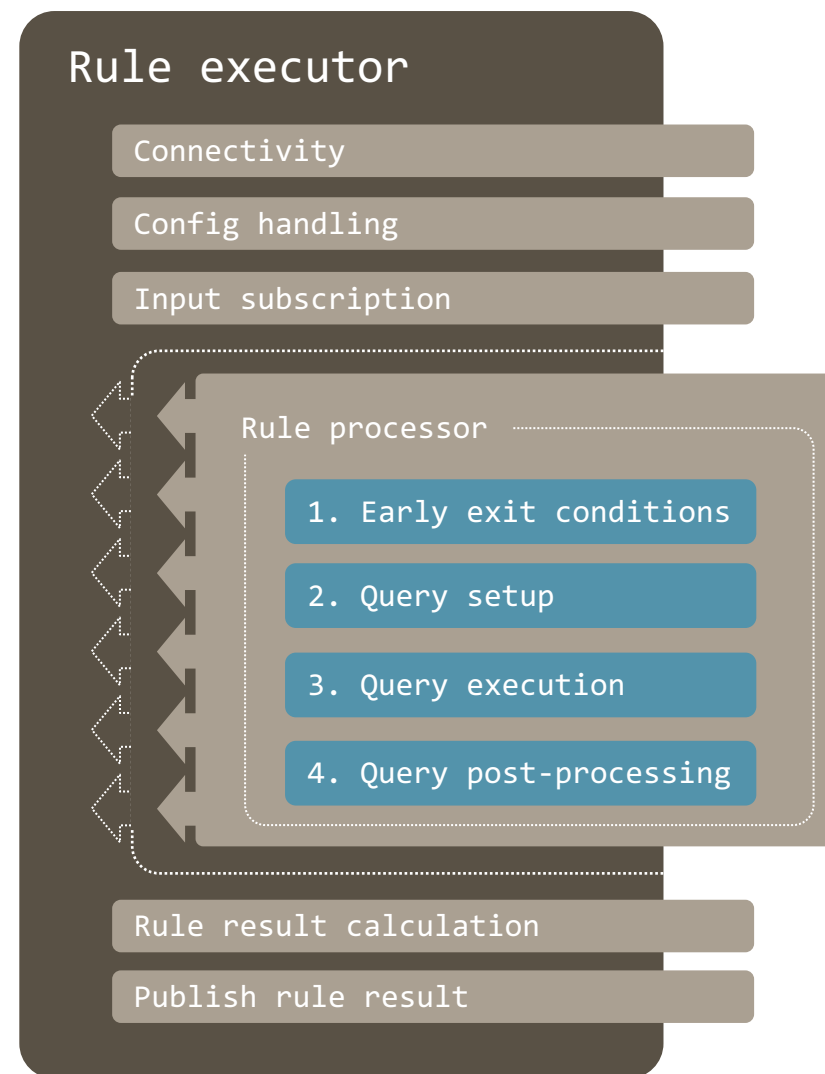 Rule executor
Connectivity
Config handling
Input subscription
Rule processor
1. Early exit conditions
2. Query setup
3. Query execution
4. Query post-processing
Rule result calculation
Publish rule result